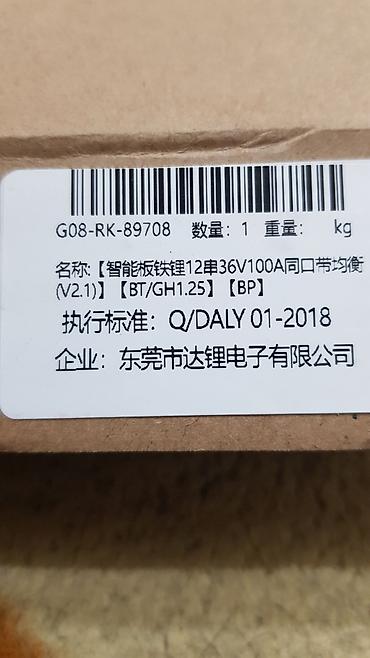 G08-RK-89708 数量: 1 重量: kg
名称:【智能板铁锂12串36V100A同口带均衡
(V2.1)】【BT/GH1.25】【BP】
执行标准: Q/DALY 01-2018
企业: 东莞市达锂电子有限公司